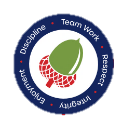 Team Work
Respect
Integrity
Enjoyment
Discipline